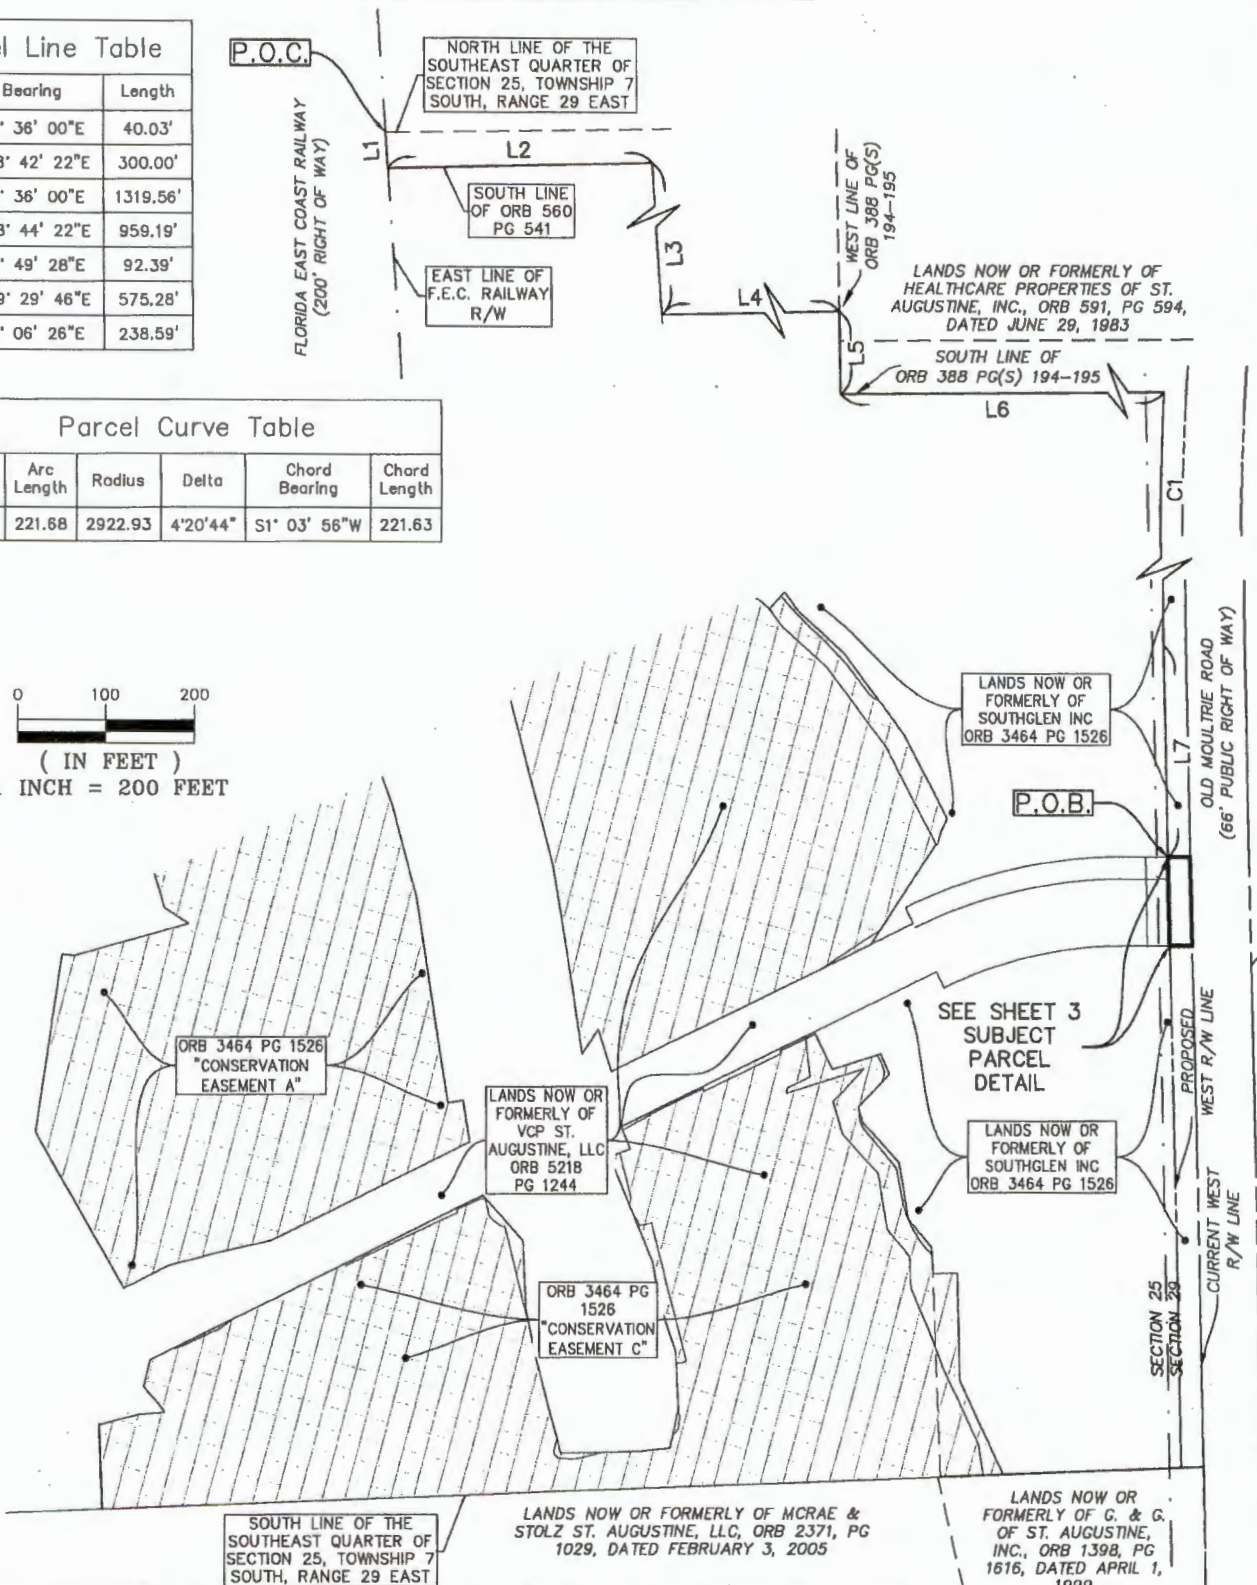 Line Table
Bearing Length
36' 00"E 40.03'
42' 22"E 300.00'
36' 00"E 1319.56'
44' 22"E 959.19'
49' 28"E 92.39'
29' 46"E 575.28'
06' 26"E 238.59'
P.O.C.
NORTH LINE OF THE
SOUTHEAST QUARTER OF
SECTION 25, TOWNSHIP 7
SOUTH, RANGE 29 EAST
FLORIDA EAST COAST RAILWAY
(200' RIGHT OF WAY)
L1
L2
SOUTH LINE
OF ORB 560
PG 541
EAST LINE OF
F.E.C. RAILWAY
R/W
L3
L4
WEST LINE OF
ORB 388 PG(S)
194-195
LANDS NOW OR FORMERLY OF
HEALTHCARE PROPERTIES OF ST.
AUGUSTINE, INC., ORB 591, PG 594,
DATED JUNE 29, 1983
L5
SOUTH LINE OF
ORB 388 PG(S) 194-195
L6
Parcel Curve Table
Arc
Length
Radius
Delta
Chord
Bearing
Chord
Length
221.68 2922.93 4°20'44" S1° 03' 56"W 221.63
C1
0 100 200
( IN FEET )
INCH = 200 FEET
LANDS NOW OR
FORMERLY OF
SOUTHGLEN INC
ORB 3464 PG 1526
L7
OLD MOULTRIE ROAD
(66' PUBLIC RIGHT OF WAY)
P.O.B.
SEE SHEET 3
SUBJECT
PARCEL
DETAIL
PROPOSED
WEST R/W LINE
ORB 3464 PG 1526
"CONSERVATION
EASEMENT A"
LANDS NOW OR
FORMERLY OF
VCP ST.
AUGUSTINE, LLC
ORB 5218
PG 1244
LANDS NOW OR
FORMERLY OF
SOUTHGLEN INC
ORB 3464 PG 1526
CURRENT WEST
R/W LINE
ORB 3464 PG
1526
"CONSERVATION
EASEMENT C"
SECTION 25
SECTION 29
SOUTH LINE OF THE
SOUTHEAST QUARTER OF
SECTION 25, TOWNSHIP 7
SOUTH, RANGE 29 EAST
LANDS NOW OR FORMERLY OF MCRAE &
STOLZ ST. AUGUSTINE, LLC, ORB 2371, PG
1029, DATED FEBRUARY 3, 2005
LANDS NOW OR
FORMERLY OF G. & G.
OF ST. AUGUSTINE,
INC., ORB 1398, PG
1616, DATED APRIL 1,